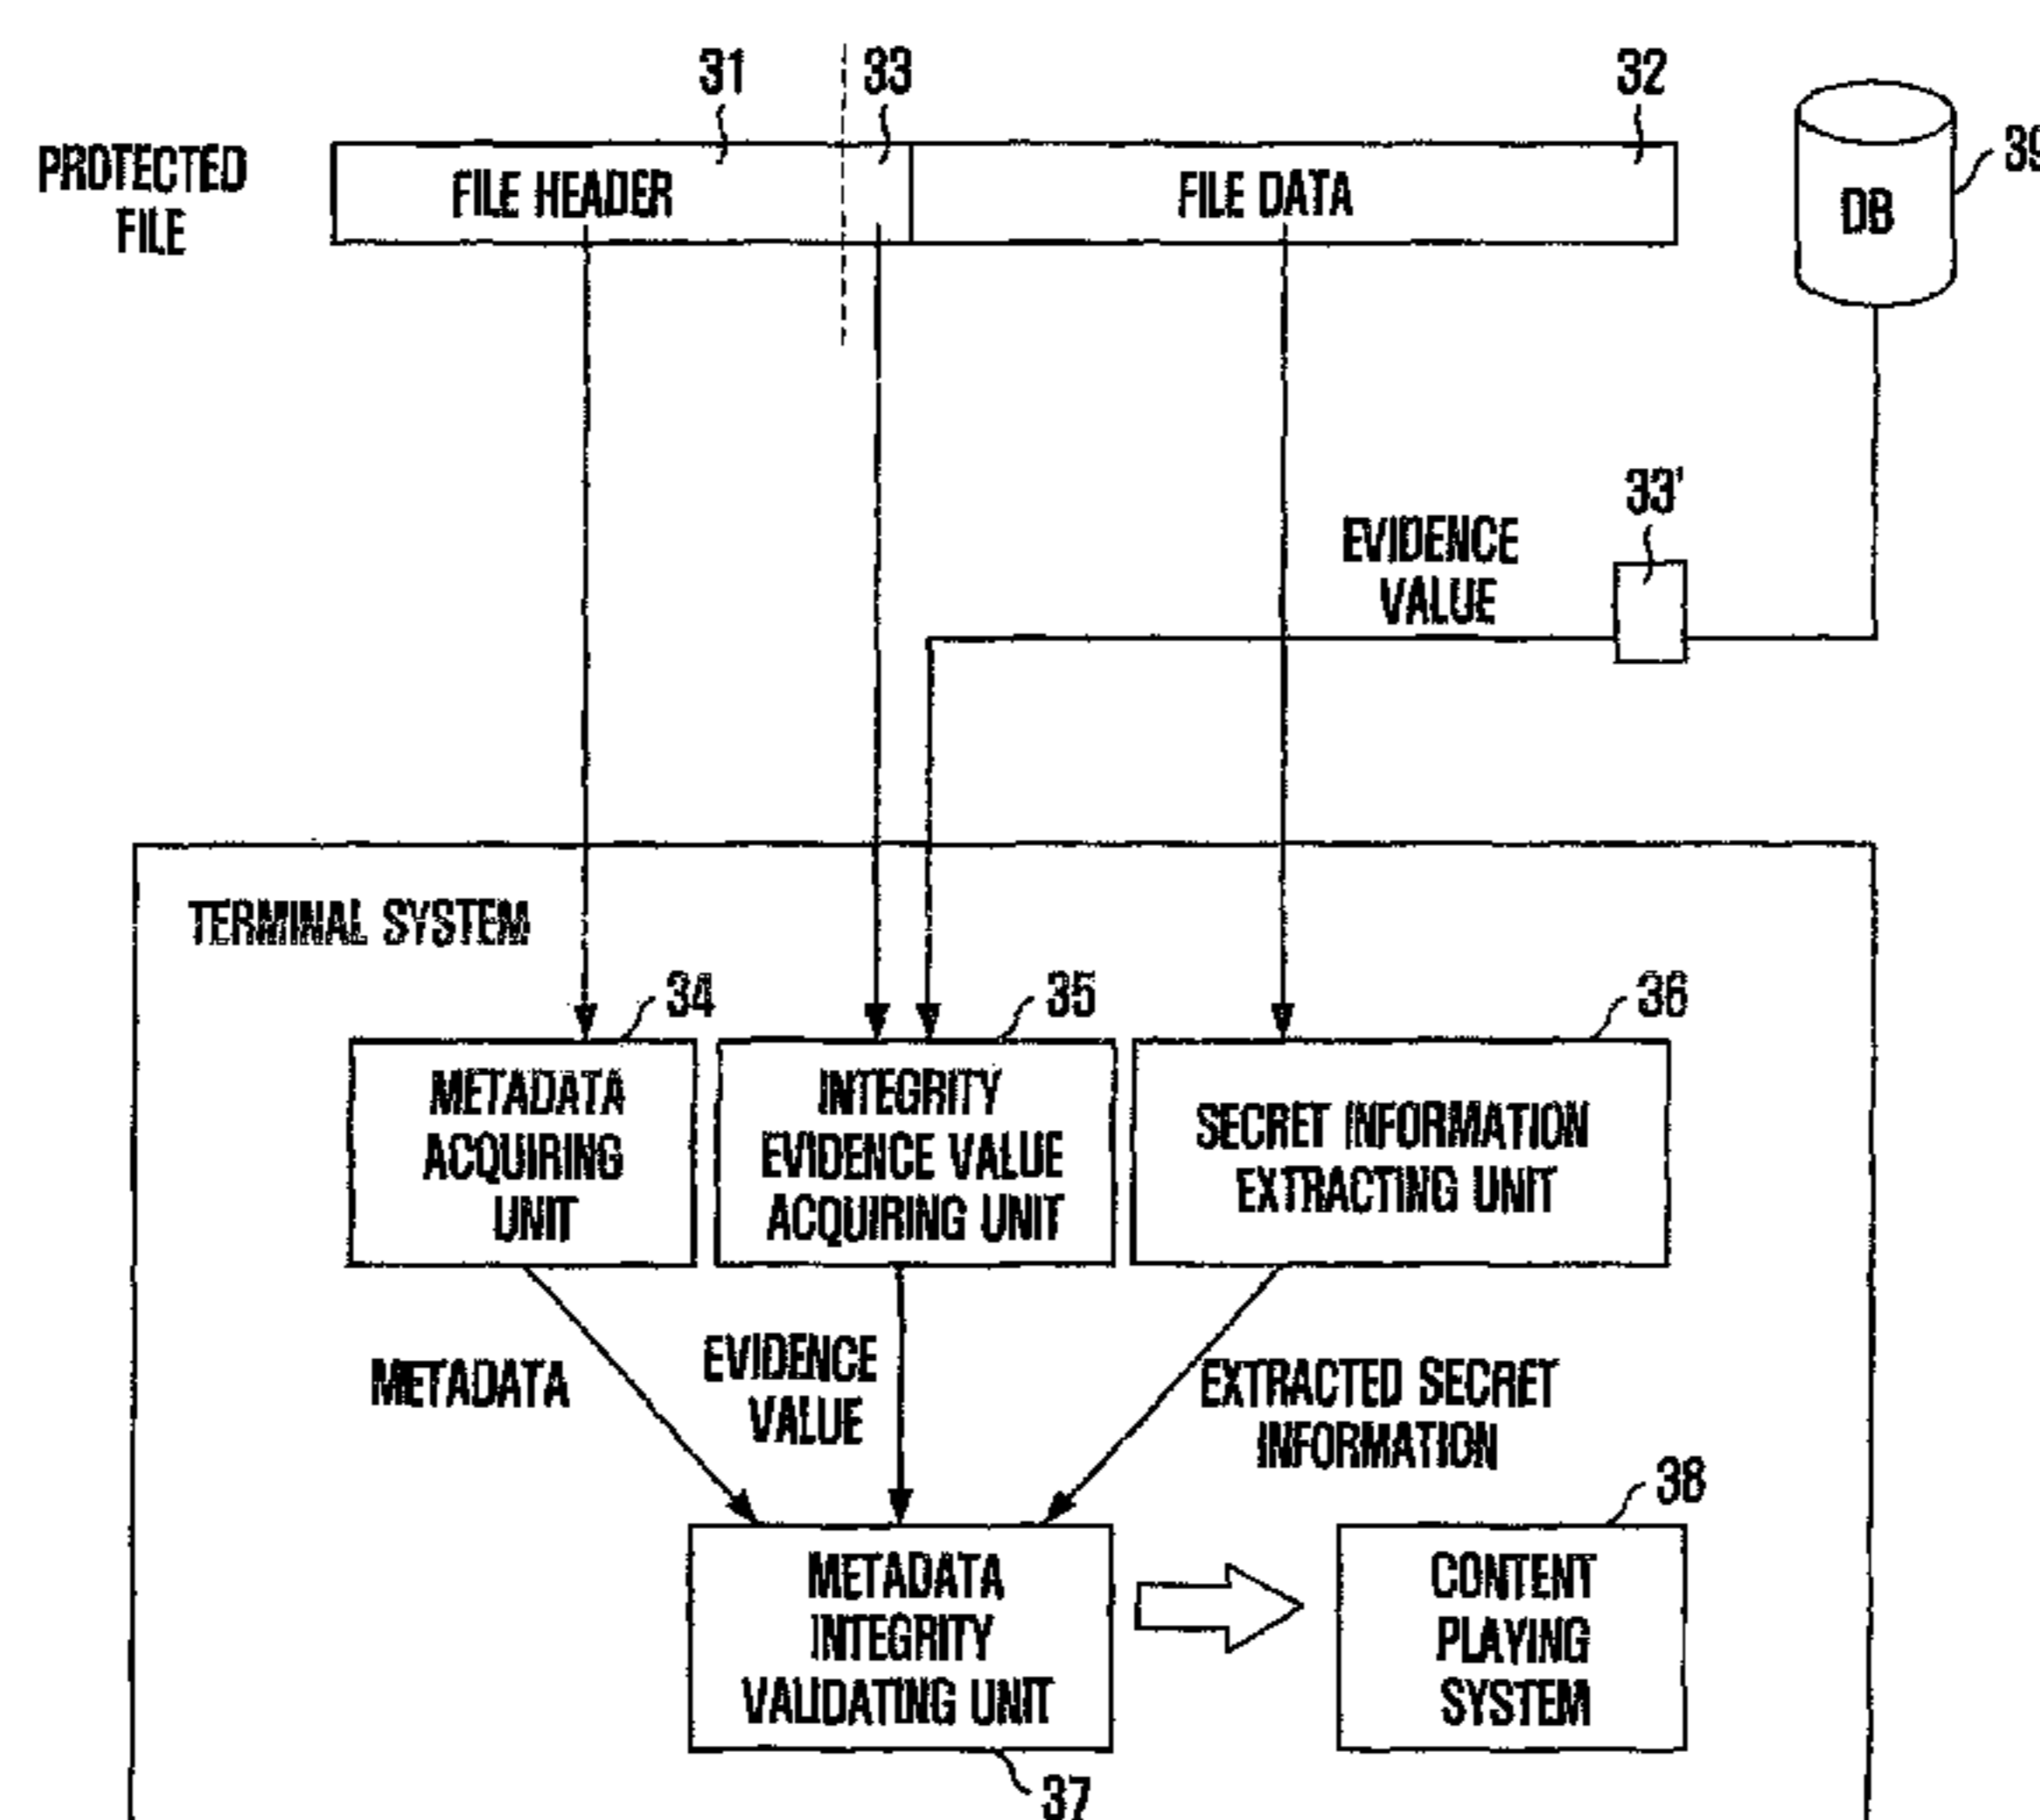 31
33
32
PROTECTED
FILE
FILE HEADER
FILE DATA
DB
39
33'
EVIDENCE
VALUE
TERMINAL SYSTEM
34
35
36
METADATA
ACQUIRING
UNIT
INTEGRITY
EVIDENCE VALUE
ACQUIRING UNIT
SECRET INFORMATION
EXTRACTING UNIT
METADATA
EVIDENCE
VALUE
EXTRACTED SECRET
INFORMATION
38
METADATA
INTEGRITY
VALIDATING UNIT
CONTENT
PLAYING
SYSTEM
37